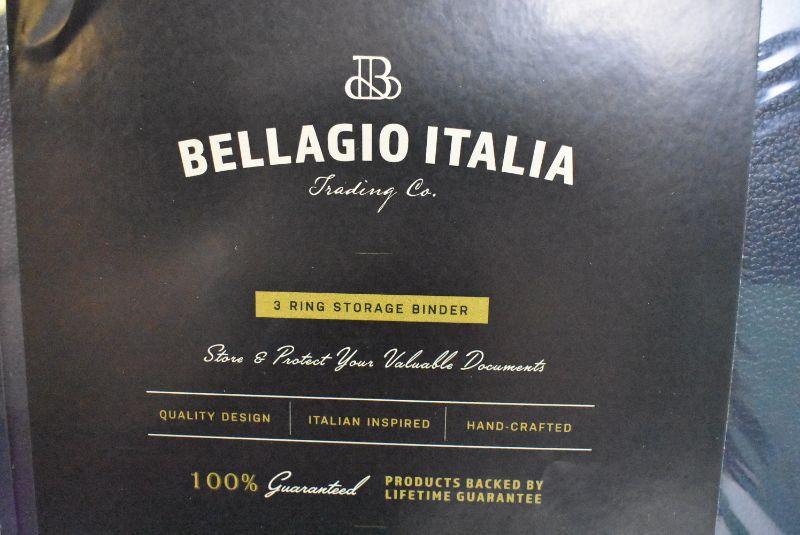 B
BELLAGIO ITALIA
Trading Co.
3 RING STORAGE BINDER
Store & Protect Your Valuable Documents
QUALITY DESIGN
ITALIAN INSPIRED
HAND-CRAFTED
100% Guaranteed
PRODUCTS BACKED BY
LIFETIME GUARANTEE